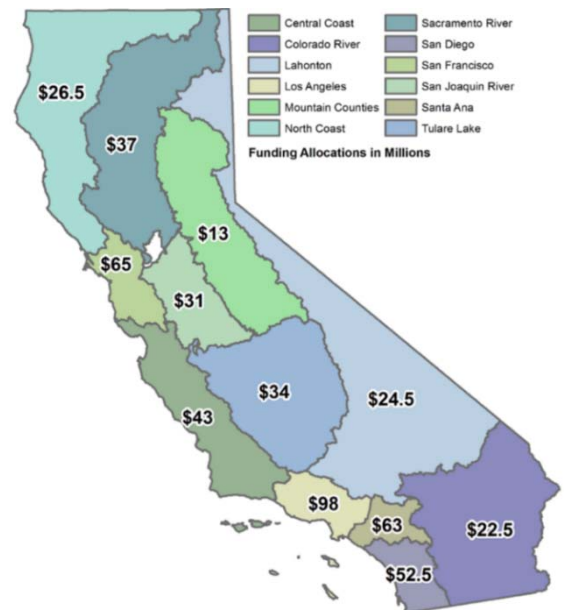 Central Coast
Colorado River
Lahonton
Los Angeles
Mountain Counties
North Coast
Sacramento River
San Diego
San Francisco
San Joaquin River
Santa Ana
Tulare Lake
Funding Allocations in Millions
$26.5
$37
$13
$65
$31
$34
$24.5
$43
$98
$63
$22.5
$52.5